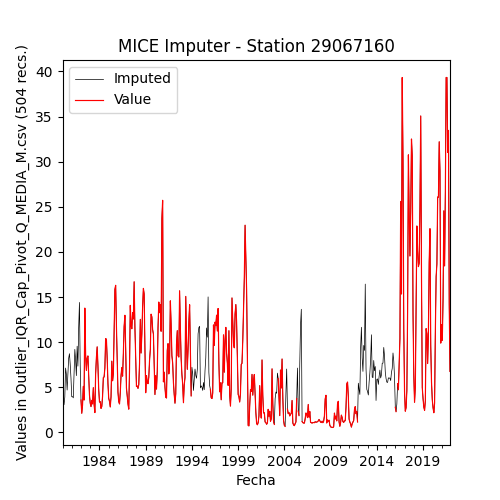 MICE Imputer - Station 29067160
Values in Outlier_IQR_Cap_Pivot_Q_MEDIA_M.csv (504 recs.)
Imputed
Value
40
35
30
25
20
15
10
5
0
1984 1989 1994 1999 2004 2009 2014 2019
Fecha